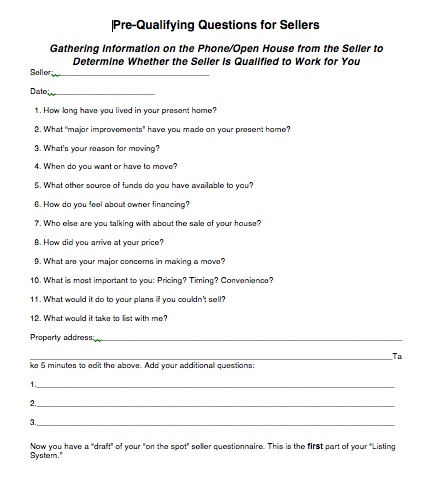 Pre-Qualifying Questions for Sellers
Gathering Information on the Phone/Open House from the Seller to
Determine Whether the Seller Is Qualified to Work for You
Seller:
Date:
1. How long have you lived in your present home?
2. What "major improvements" have you made on your present home?
3. What's your reason for moving?
4. When do you want or have to move?
5. What other source of funds do you have available to you?
6. How do you feel about owner financing?
7. Who else are you talking with about the sale of your house?
8. How did you arrive at your price?
9. What are your major concerns in making a move?
10. What is most important to you: Pricing? Timing? Convenience?
11. What would it do to your plans if you couldn't sell?
12. What would it take to list with me?
Property address:
Ta
ke 5 minutes to edit the above. Add your additional questions:
1.
2.
3.
Now you have a "draft" of your "on the spot" seller questionnaire. This is the first part of your "Listing
System."